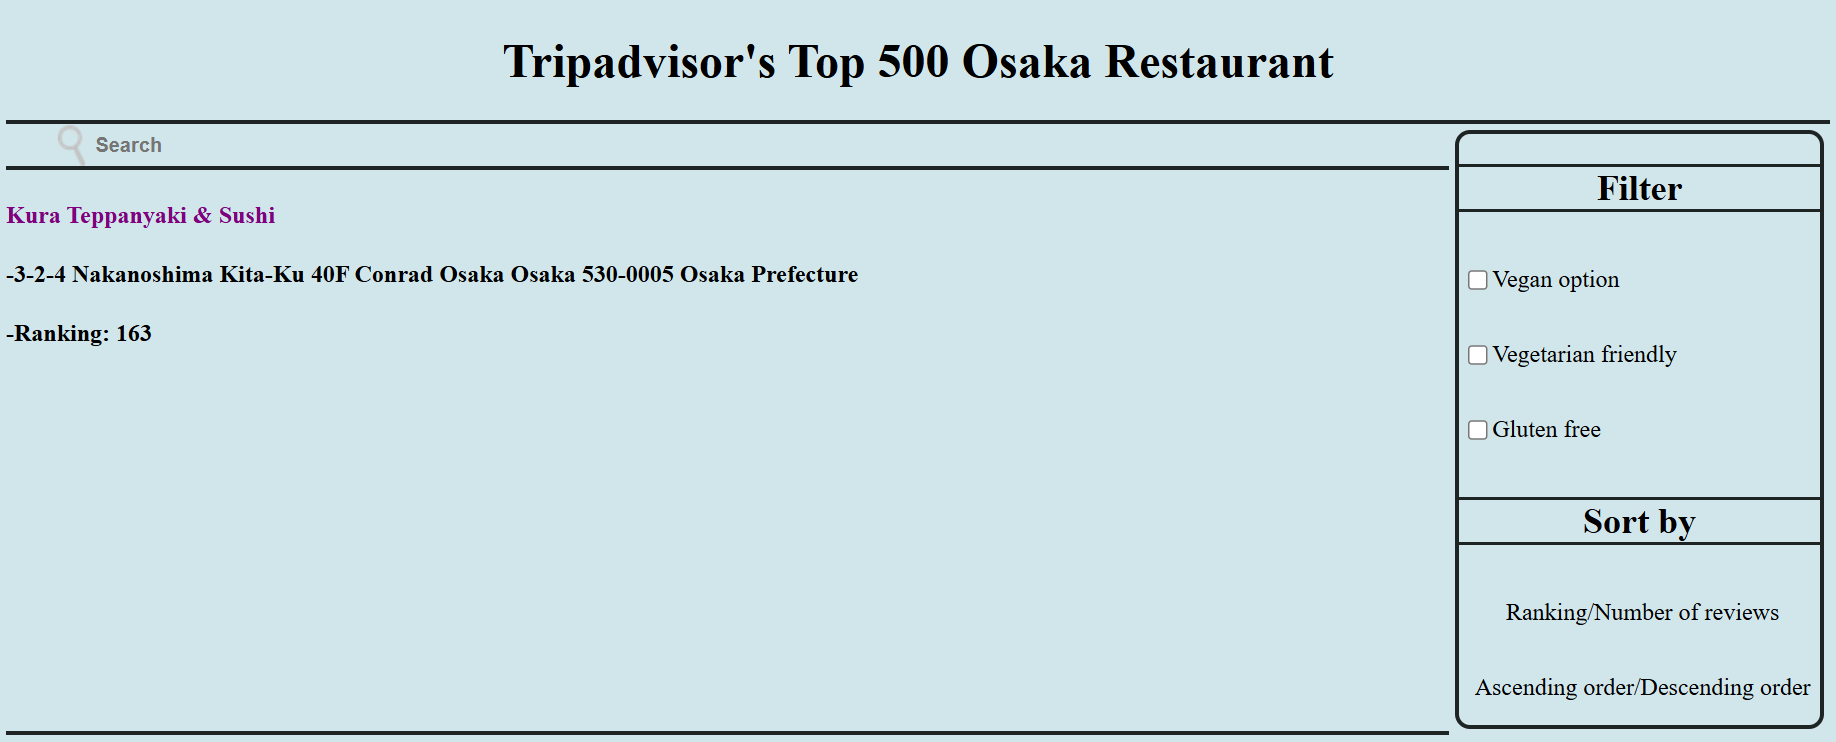 Tripadvisor's Top 500 Osaka Restaurant
Search
Kura Teppanyaki & Sushi
-3-2-4 Nakanoshima Kita-Ku 40F Conrad Osaka Osaka 530-0005 Osaka Prefecture
-Ranking: 163
Filter
Vegan option
Vegetarian friendly
Gluten free
Sort by
Ranking/Number of reviews
Ascending order/Descending order